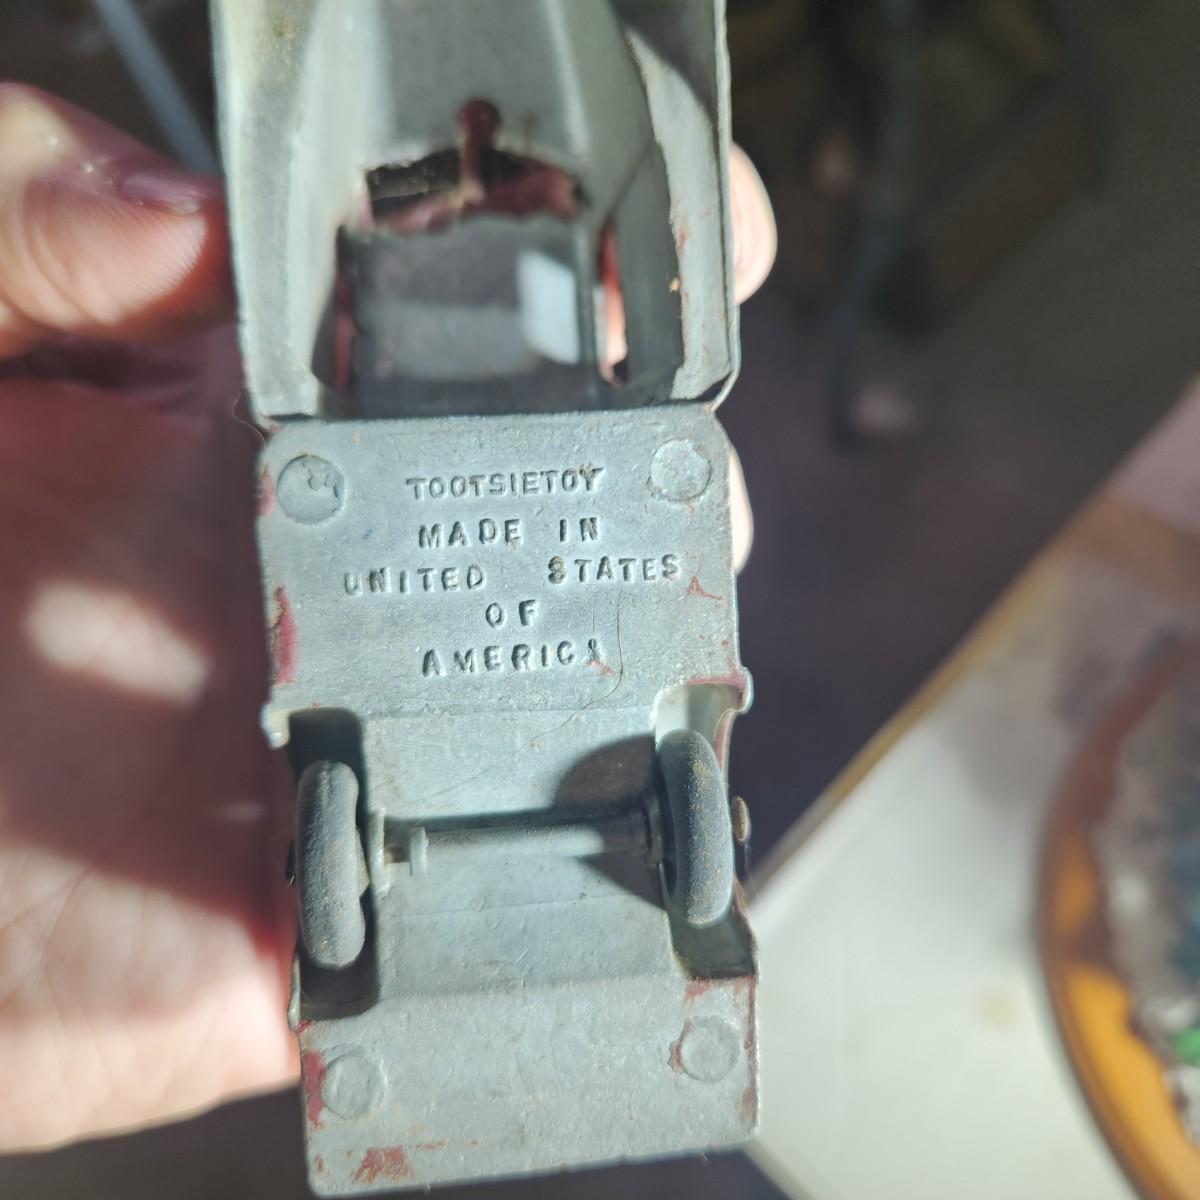 TOOTSIETOY
MADE IN
UNITED STATES
OF
AMERICA